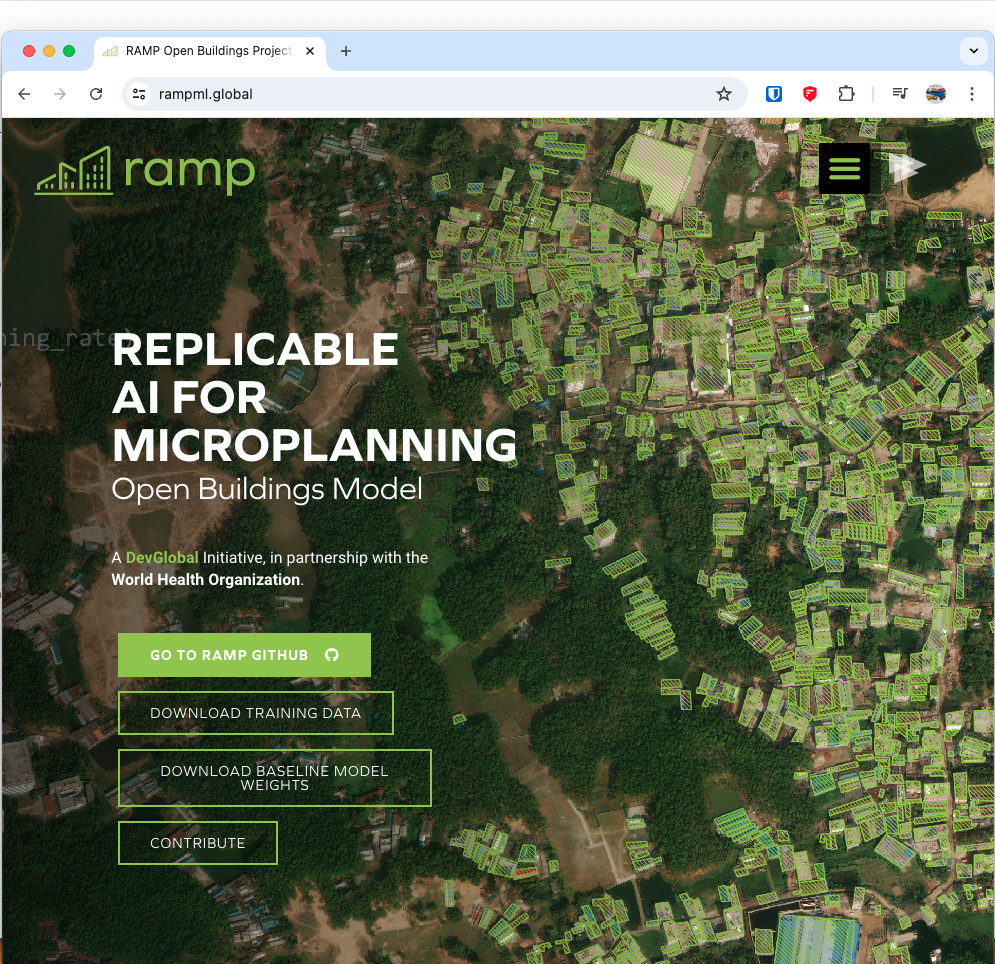 RAMP Open Buildings Project
rampml.global
ramp
ning_rate
REPLICABLE
AI FOR
MICROPLANNING
Open Buildings Model
A DevGlobal Initiative, in partnership with the
World Health Organization.
GO TO RAMP GITHUB
DOWNLOAD TRAINING DATA
DOWNLOAD BASELINE MODEL
WEIGHTS
CONTRIBUTE